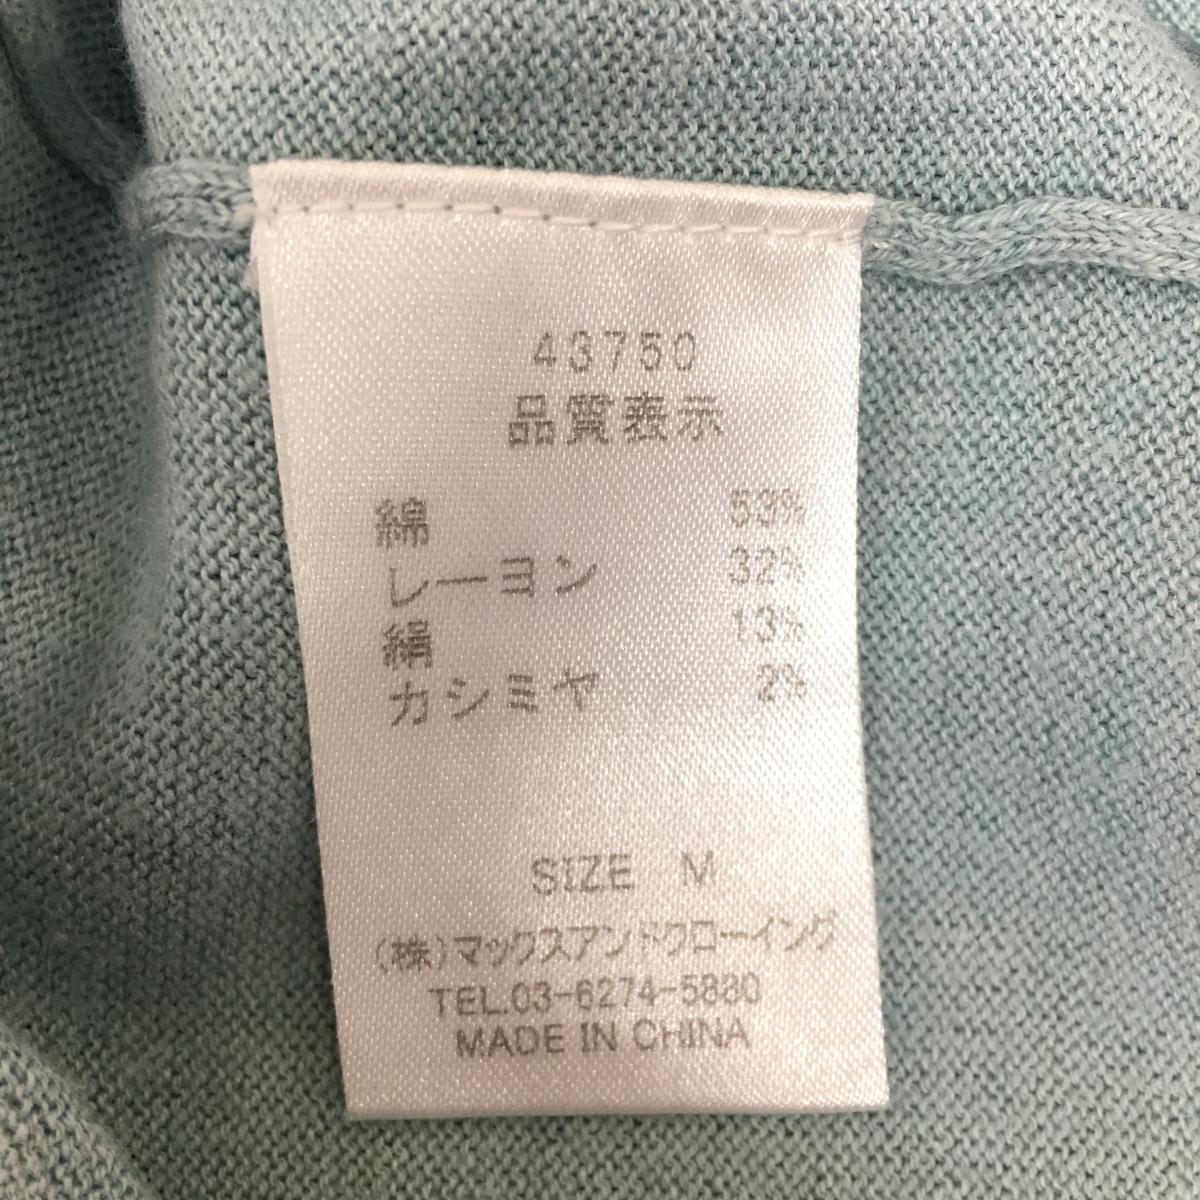 43750
品質表示
綿 53%
レーヨン 32%
絹 13%
カシミヤ 2%
SIZE M
(株)マックスアンドクローイング
TEL.03-6274-5880
MADE IN CHINA